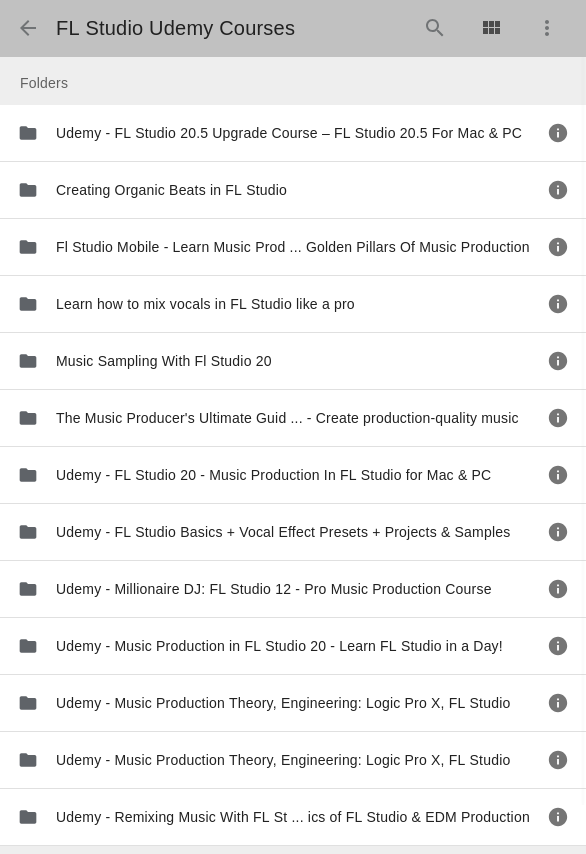 FL Studio Udemy Courses
Folders
Udemy - FL Studio 20.5 Upgrade Course – FL Studio 20.5 For Mac & PC
Creating Organic Beats in FL Studio
Fl Studio Mobile - Learn Music Prod ... Golden Pillars Of Music Production
Learn how to mix vocals in FL Studio like a pro
Music Sampling With Fl Studio 20
The Music Producer's Ultimate Guid ... - Create production-quality music
Udemy - FL Studio 20 - Music Production In FL Studio for Mac & PC
Udemy - FL Studio Basics + Vocal Effect Presets + Projects & Samples
Udemy - Millionaire DJ: FL Studio 12 - Pro Music Production Course
Udemy - Music Production in FL Studio 20 - Learn FL Studio in a Day!
Udemy - Music Production Theory, Engineering: Logic Pro X, FL Studio
Udemy - Music Production Theory, Engineering: Logic Pro X, FL Studio
Udemy - Remixing Music With FL St ... ics of FL Studio & EDM Production